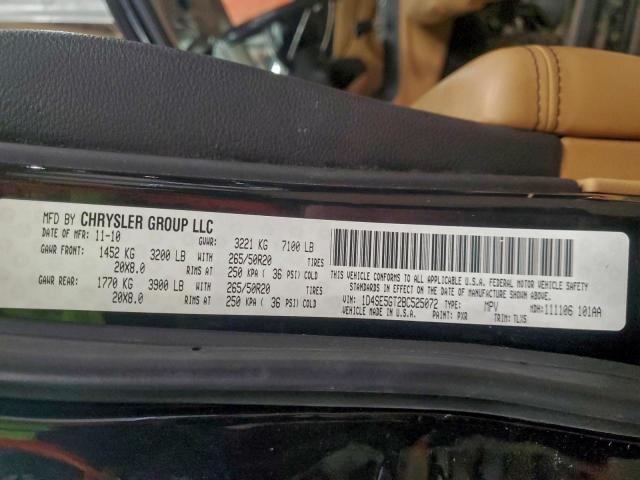 MFD BY CHRYSLER GROUP LLC
DATE OF MFR: 11-10 GVWR: 3221 KG 7100 LB
GAWR FRONT: 1452 KG 3200 LB WITH 265/50R20 TIRES
20X8.0 RIMS AT 250 KPA ( 36 PSI) COLD
GAWR REAR: 1770 KG 3900 LB WITH 265/50R20 TIRES
20X8.0 RIMS AT 250 KPA ( 36 PSI) COLD
THIS VEHICLE CONFORMS TO ALL APPLICABLE U.S.A. FEDERAL MOTOR VEHICLE SAFETY
STANDARDS IN EFFECT ON THE DATE OF MANUFACTURE SHOWN ABOVE.
VIN: 1D4SE5GT2BC525072 TYPE: MPV MDH: 111106 101AA
VEHICLE MADE IN U.S.A. PAINT: PXR TRIM: TLX5